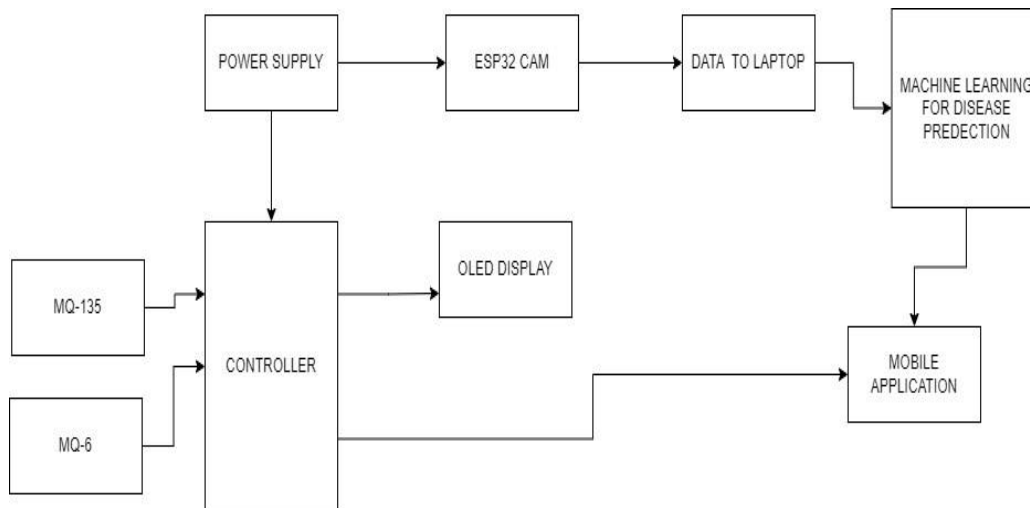 POWER SUPPLY
ESP32 CAM
DATA TO LAPTOP
MACHINE LEARNING
FOR DISEASE
PREDECTION
MQ-135
OLED DISPLAY
CONTROLLER
MOBILE
APPLICATION
MQ-6